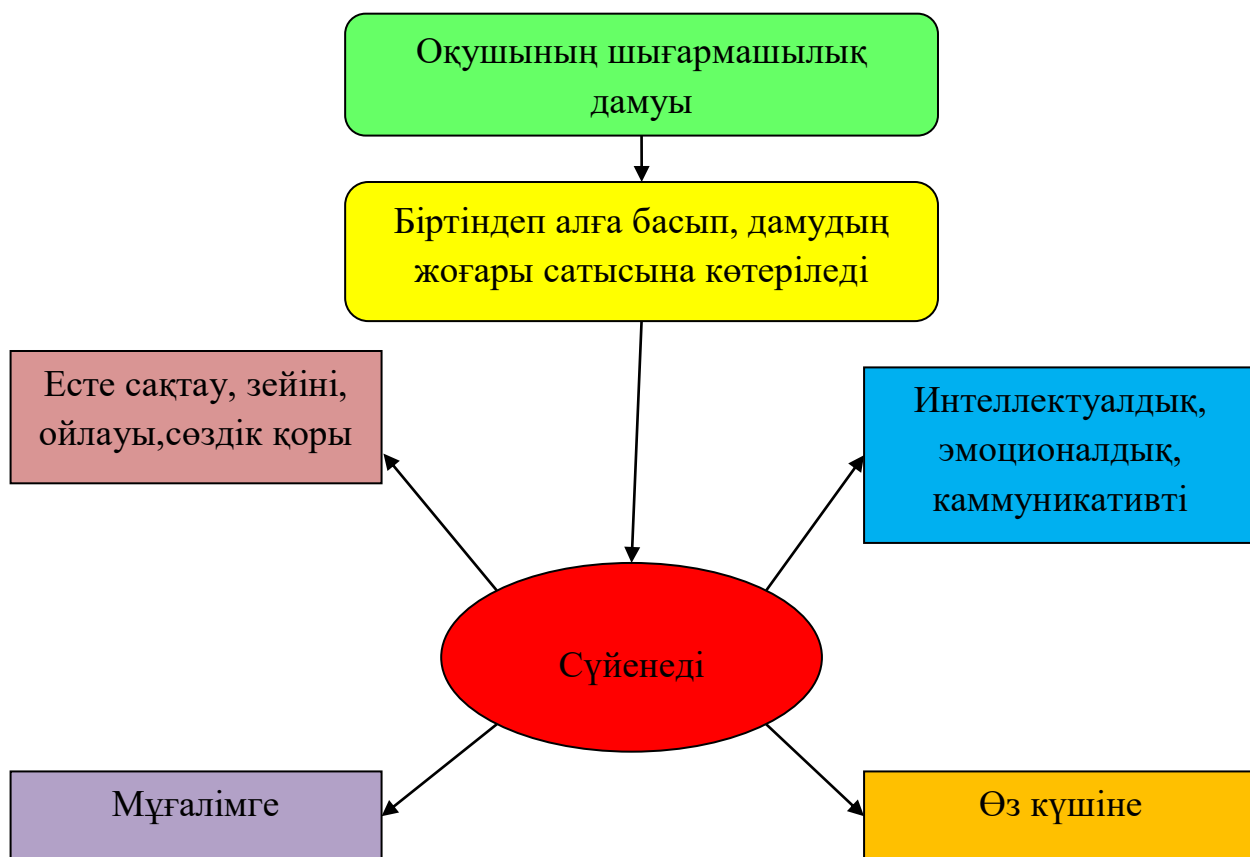 Оқушының шығармашылық
дамуы
Біртіндеп алға басып, дамудың
жоғары сатысына көтеріледі
Есте сақтау, зейіні,
ойлауы,сөздік қоры
Интеллектуалдық,
эмоционалдық,
каммуникативті
Сүйенеді
Мұғалімге
Өз күшіне